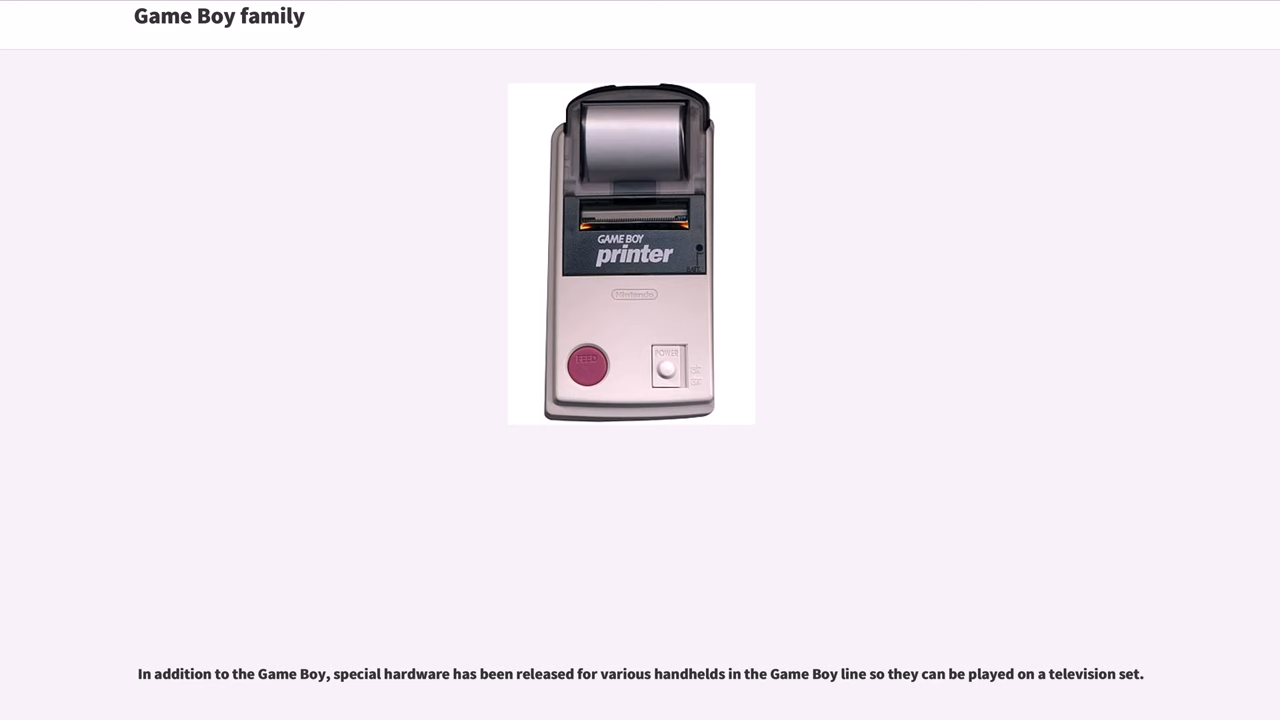 Game Boy family
GAME BOY
printer
Nintendo
FEED
POWER
In addition to the Game Boy, special hardware has been released for various handhelds in the Game Boy line so they can be played on a television set.